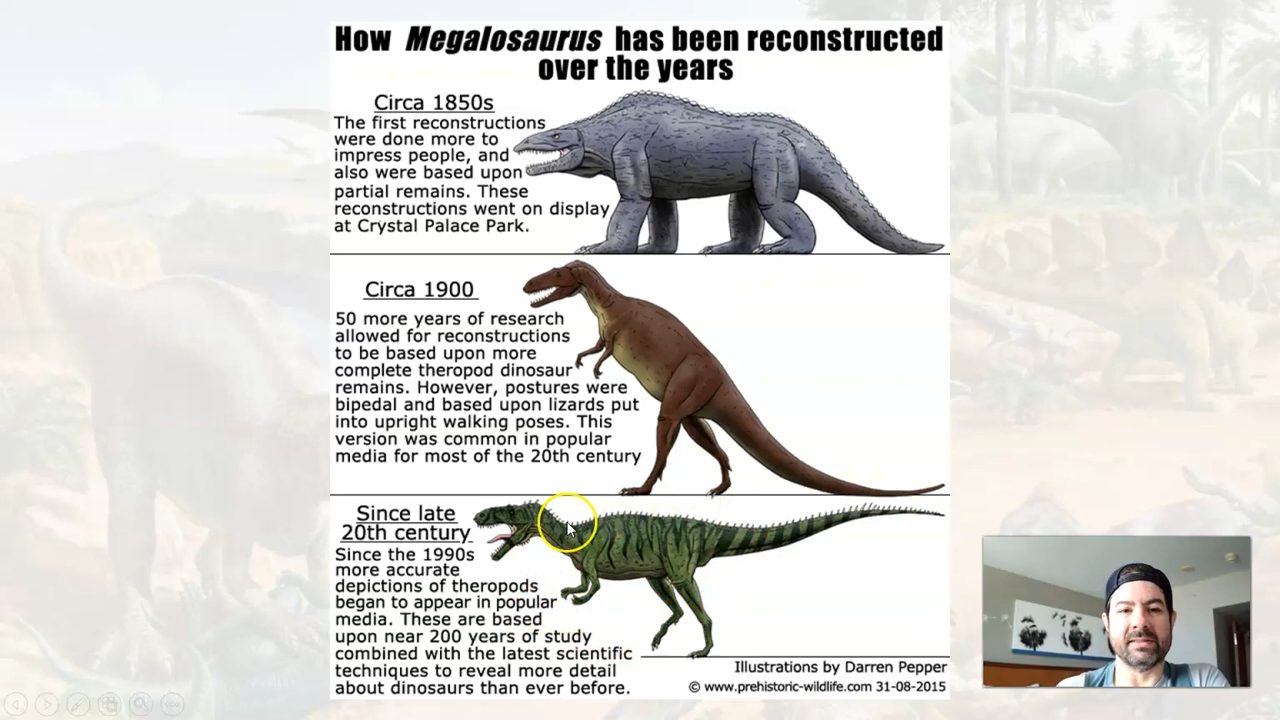 How Megalosaurus has been reconstructed
over the years
Circa 1850s
The first reconstructions
were done more to
impress people, and
also were based upon
partial remains. These
reconstructions went on display
at Crystal Palace Park.
Circa 1900
50 more years of research
allowed for reconstructions
to be based upon more
complete theropod dinosaur
remains. However, postures were
bipedal and based upon lizards put
into upright walking poses. This
version was common in popular
media for most of the 20th century
Since late
20th century
Since the 1990s
more accurate
depictions of theropods
began to appear in popular
media. These are based
upon near 200 years of study
combined with the latest scientific
techniques to reveal more detail
about dinosaurs than ever before.
Illustrations by Darren Pepper
© www.prehistoric-wildlife.com 31-08-2015